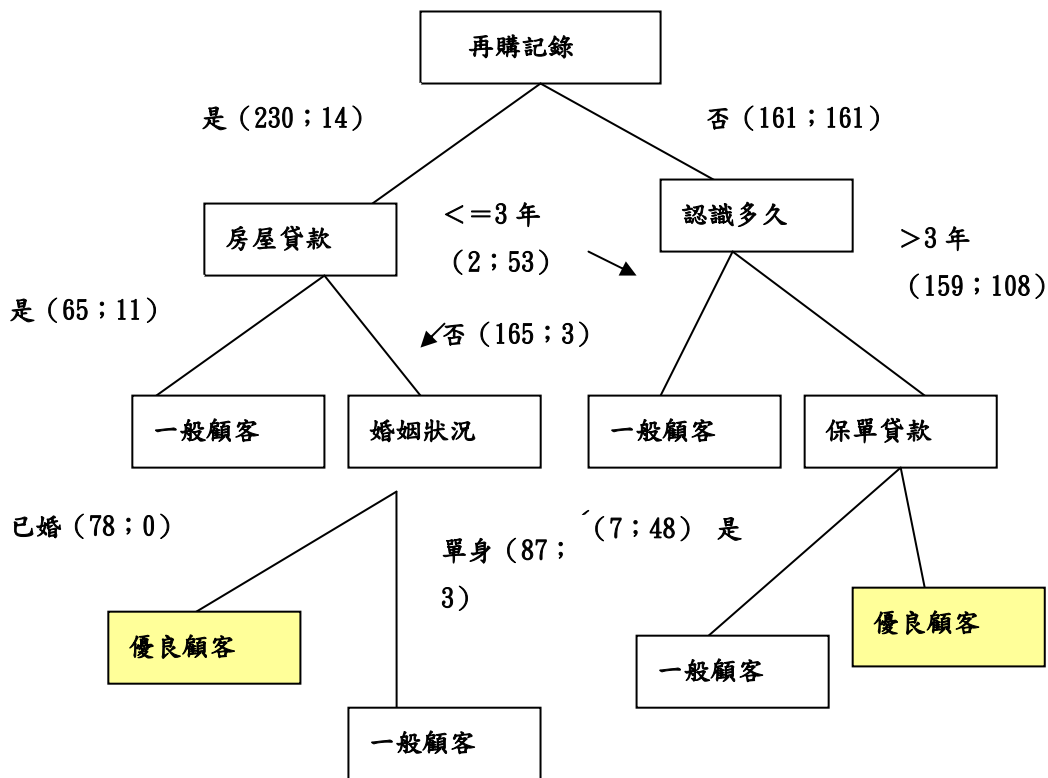 再購記錄
是（230；14）
否（161；161）
房屋貸款
＜＝3 年
（2；53）
認識多久
＞3 年
（159；108）
是（65；11）
否（165；3）
一般顧客
婚姻狀況
一般顧客
保單貸款
已婚（78；0）
單身（87；
3）
（7；48） 是
優良顧客
優良顧客
一般顧客
一般顧客